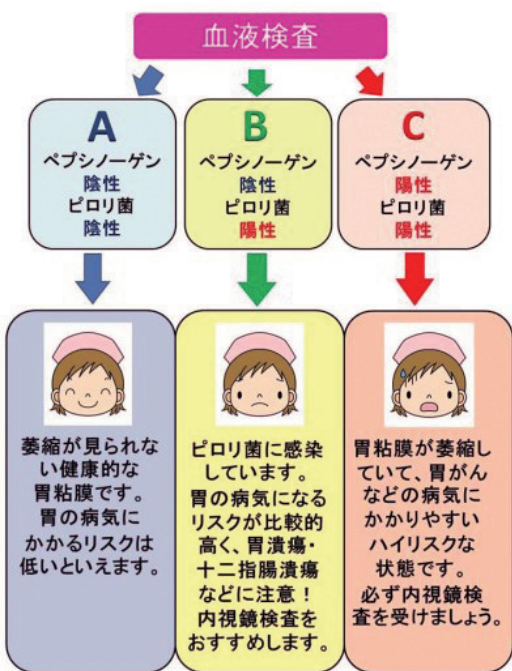 血液検査
A
ペプシノーゲン
陰性
ピロリ菌
陰性
B
ペプシノーゲン
陰性
ピロリ菌
陽性
C
ペプシノーゲン
陽性
ピロリ菌
陽性
萎縮が見られな
い健康的な
胃粘膜です。
胃の病気に
かかるリスクは
低いといえます。
ピロリ菌に感染
しています。
胃の病気になる
リスクが比較的
高く、胃潰瘍・
十二指腸潰瘍
などに注意！
内視鏡検査を
おすすめします。
胃粘膜が萎縮し
ていて、胃がん
などの病気に
かかりやすい
ハイリスクな
状態です。
必ず内視鏡検
査を受けましょう。